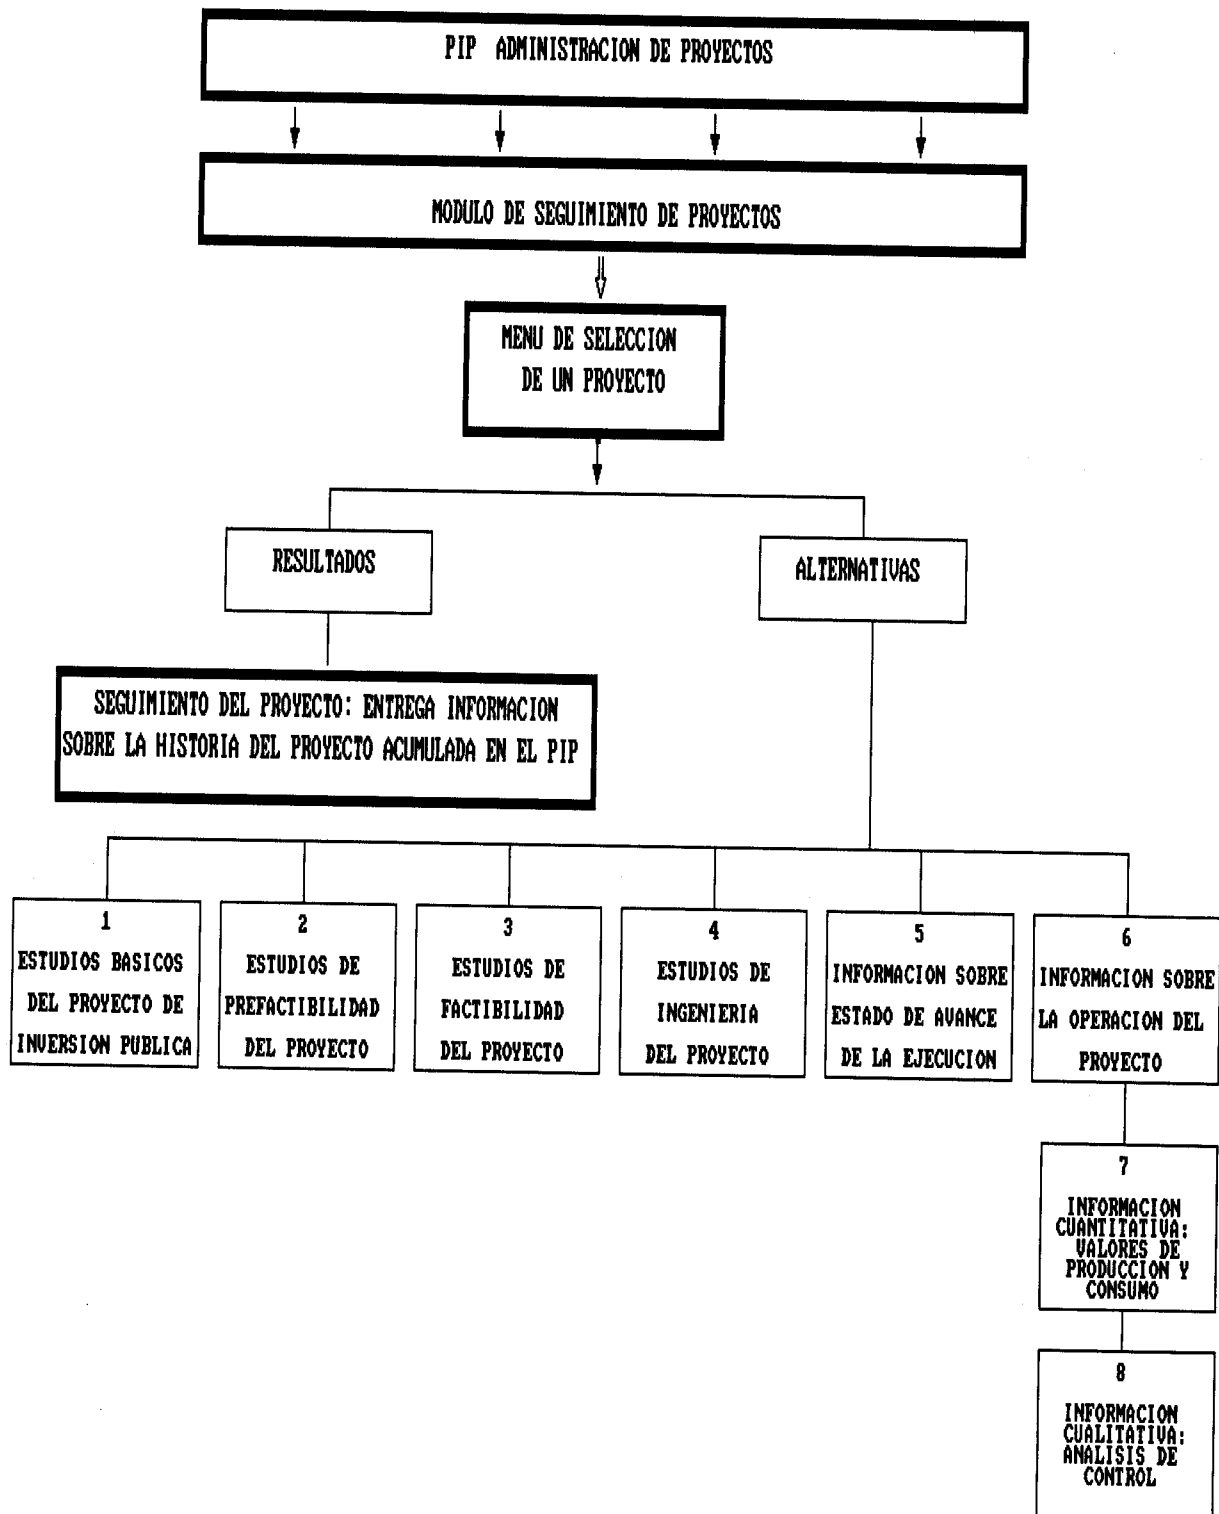 PIP ADMINISTRACION DE PROYECTOS
MODULO DE SEGUIMIENTO DE PROYECTOS
MENU DE SELECCION
DE UN PROYECTO
RESULTADOS
ALTERNATIVAS
SEGUIMIENTO DEL PROYECTO: ENTREGA INFORMACION
SOBRE LA HISTORIA DEL PROYECTO ACUMULADA EN EL PIP
1
ESTUDIOS BASICOS
DEL PROYECTO DE
INVERSION PUBLICA
2
ESTUDIOS DE
PREFACTIBILIDAD
DEL PROYECTO
3
ESTUDIOS DE
FACTIBILIDAD
DEL PROYECTO
4
ESTUDIOS DE
INGENIERIA
DEL PROYECTO
5
INFORMACION SOBRE
ESTADO DE AVANCE
DE LA EJECUCION
6
INFORMACION SOBRE
LA OPERACION DEL
PROYECTO
7
INFORMACION
CUANTITATIVA:
VALORES DE
PRODUCCION Y
CONSUMO
8
INFORMACION
CUALITATIVA:
ANALISIS DE
CONTROL